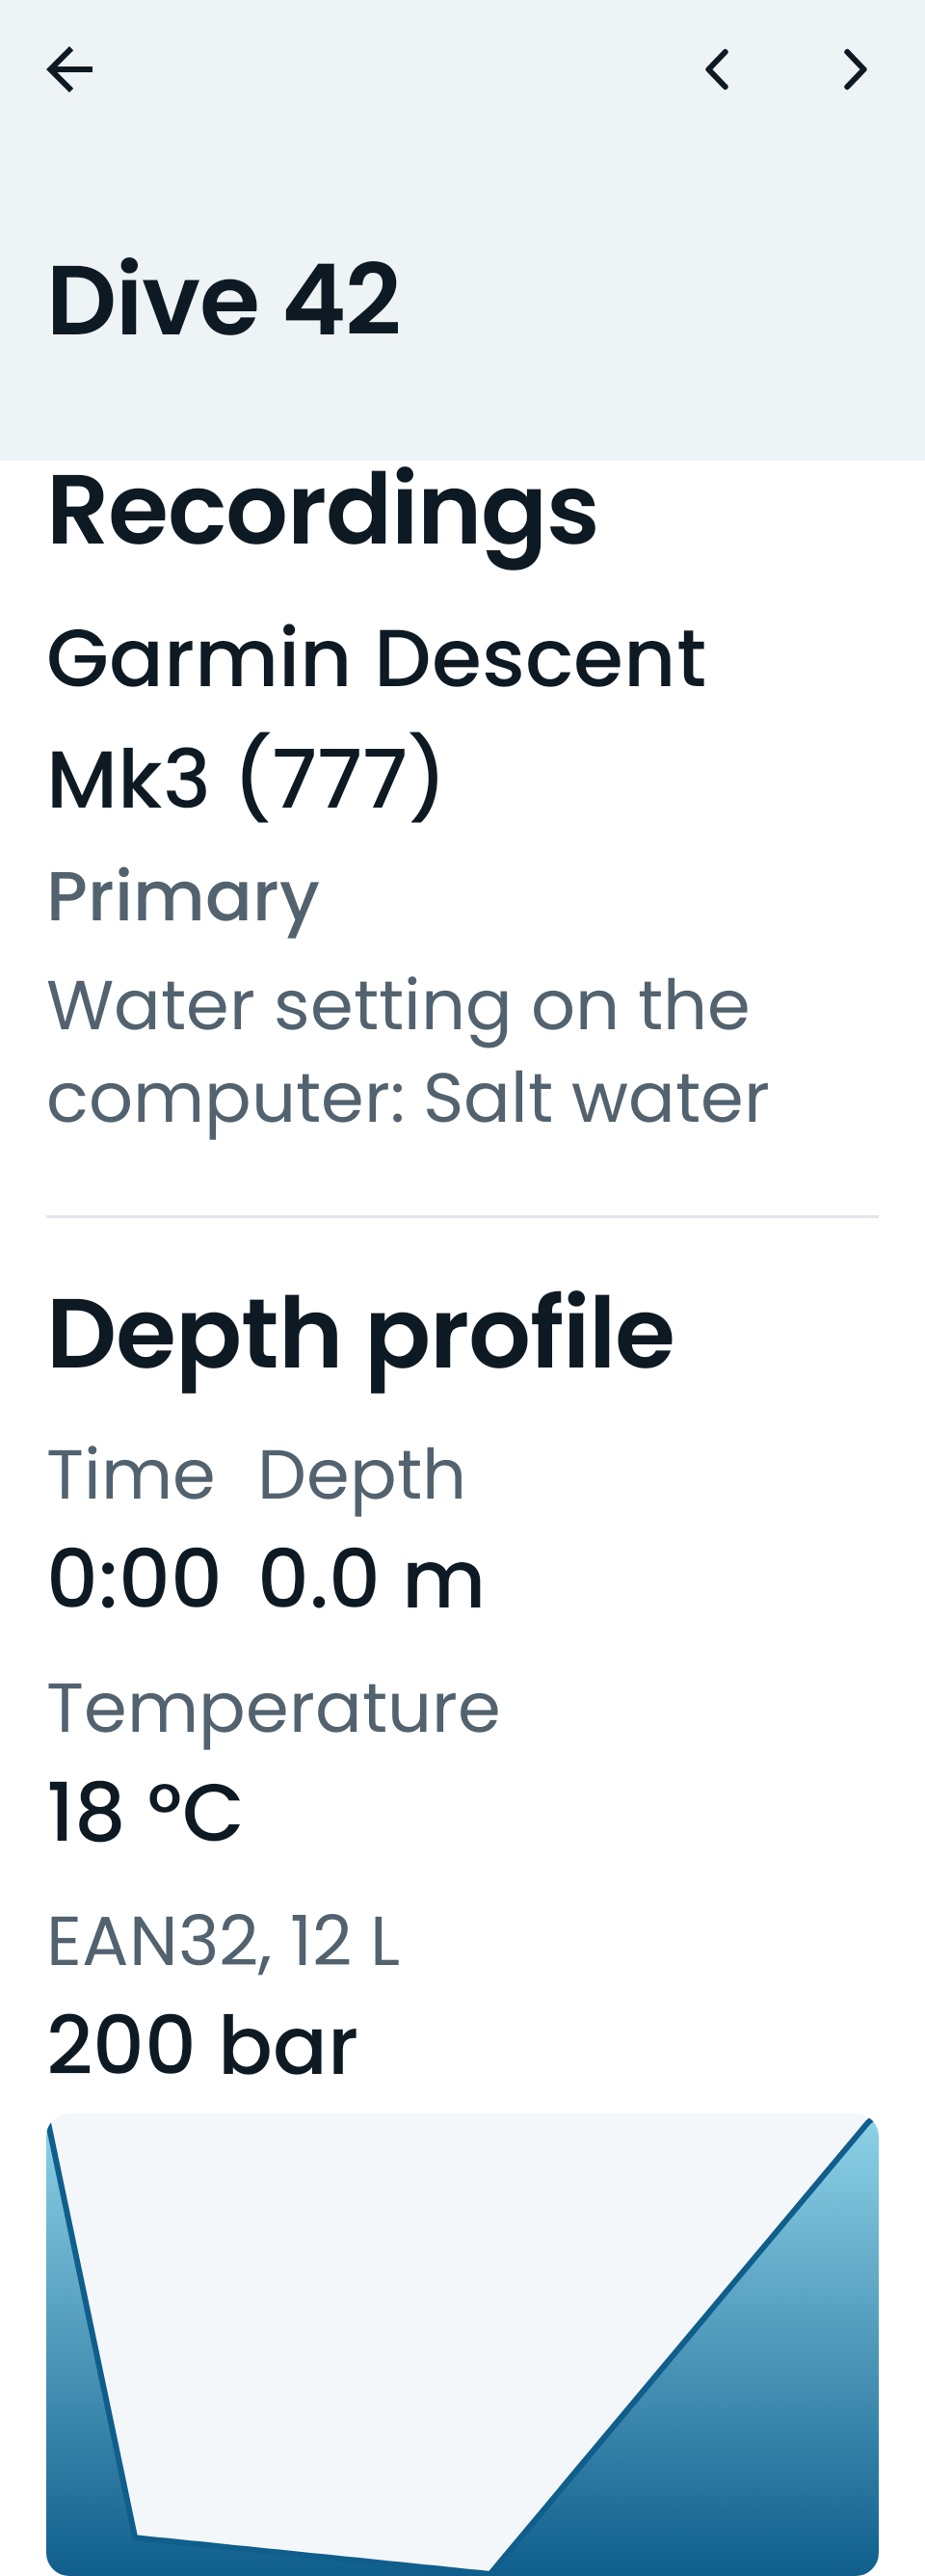 Dive 42
Recordings
Garmin Descent
Mk3 (777)
Primary
Water setting on the
computer: Salt water
Depth profile
Time Depth
0:00 0.0 m
Temperature
18 °C
EAN32, 12 L
200 bar